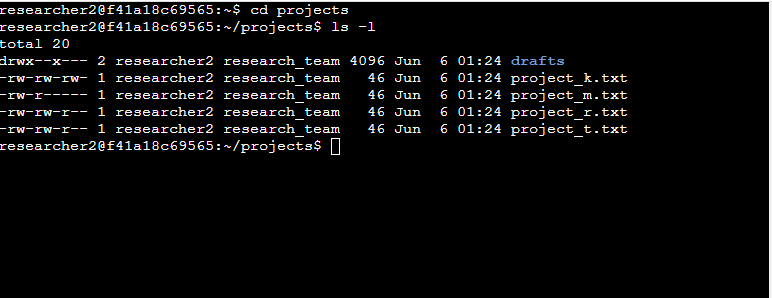 researcher2@f41a18c69565:~$ cd projects
researcher2@f41a18c69565:~/projects$ ls -l
total 20
drwx--x--- 2 researcher2 research_team 4096 Jun  6 01:24 drafts
-rw-rw-rw- 1 researcher2 research_team   46 Jun  6 01:24 project_k.txt
-rw-r----- 1 researcher2 research_team   46 Jun  6 01:24 project_m.txt
-rw-rw-r-- 1 researcher2 research_team   46 Jun  6 01:24 project_r.txt
-rw-rw-r-- 1 researcher2 research_team   46 Jun  6 01:24 project_t.txt
researcher2@f41a18c69565:~/projects$